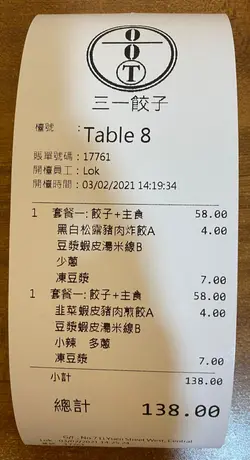 OOT
三一餃子
檯號 : Table 8
賬單號碼 : 17761
開檯員工 : Lok
開檯時間 : 03/02/2021 14:19:34
1 套餐一: 餃子+主食 58.00
黑白松露豬肉炸餃A 4.00
豆漿蝦皮湯米線B
少蔥
凍豆漿 7.00
1 套餐一: 餃子+主食 58.00
韭菜蝦皮豬肉煎餃A 4.00
豆漿蝦皮湯米線B
小辣 多蔥
凍豆漿 7.00
小計 138.00
總計 138.00